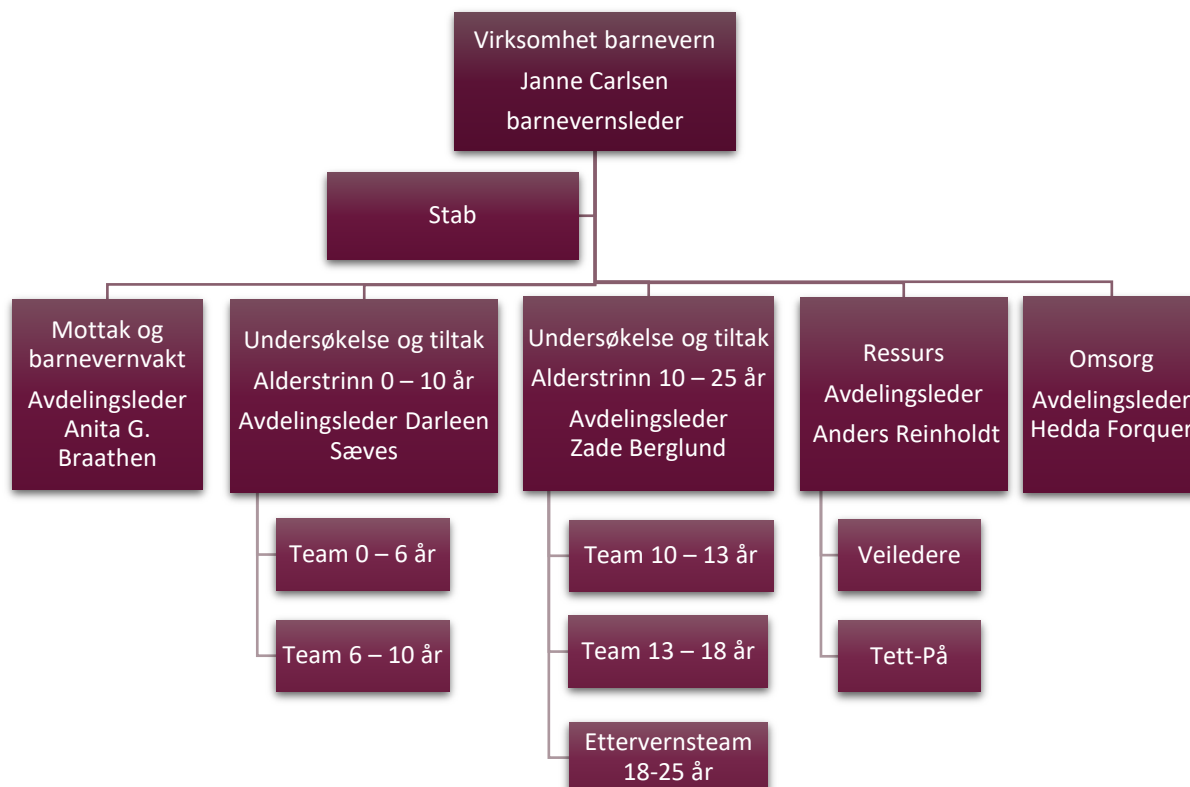 Virksomhet barnevern
Janne Carlsen
barnevernsleder
Stab
Mottak og
barnevernvakt
Avdelingsleder
Anita G.
Braathen
Undersøkelse og tiltak
Alderstrinn 0 – 10 år
Avdelingsleder Darleen
Sæves
Undersøkelse og tiltak
Alderstrinn 10 – 25 år
Avdelingsleder
Zade Berglund
Ressurs
Avdelingsleder
Anders Reinholdt
Omsorg
Avdelingsleder
Hedda Forquer
Team 0 – 6 år
Team 6 – 10 år
Team 10 – 13 år
Team 13 – 18 år
Ettervernsteam
18-25 år
Veiledere
Tett-På